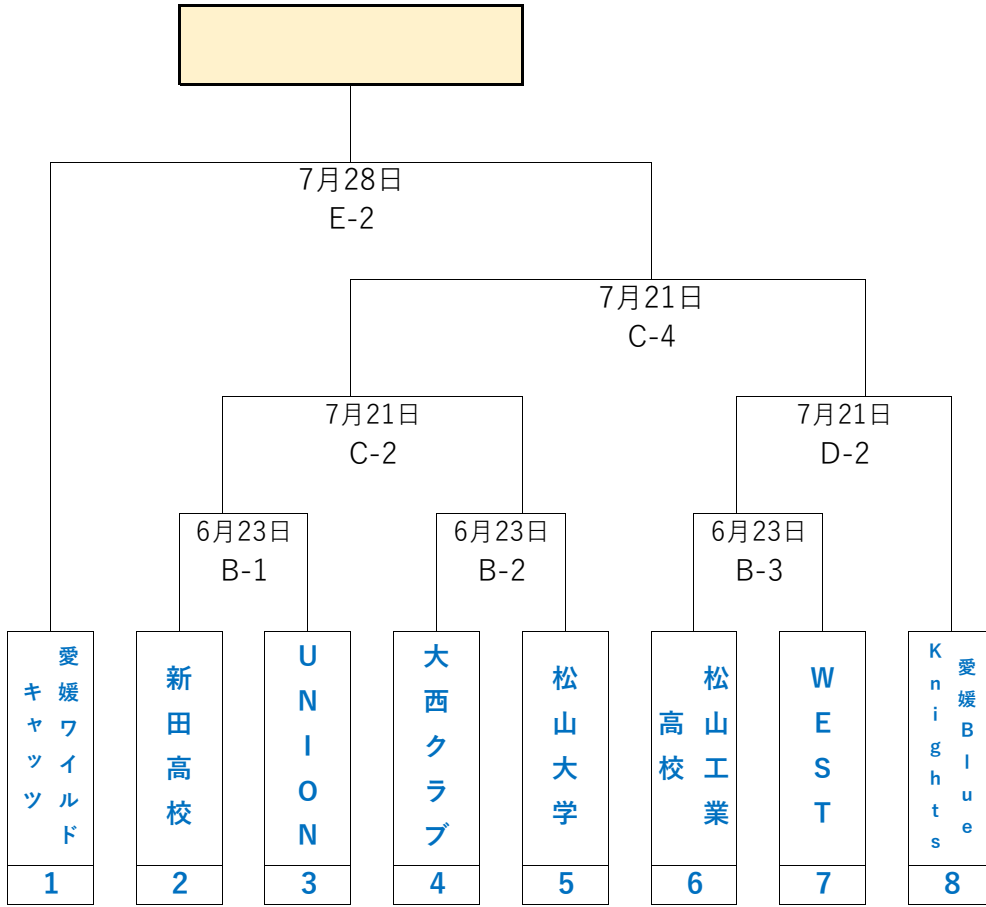 7月28日
E-2
7月21日
C-4
7月21日
C-2
7月21日
D-2
6月23日
B-1
6月23日
B-2
6月23日
B-3
愛媛ワイルド
キャッツ
新田高校
UNION
大西クラブ
松山大学
松山工業
高校
WEST
愛媛Blue
Knights
1
2
3
4
5
6
7
8